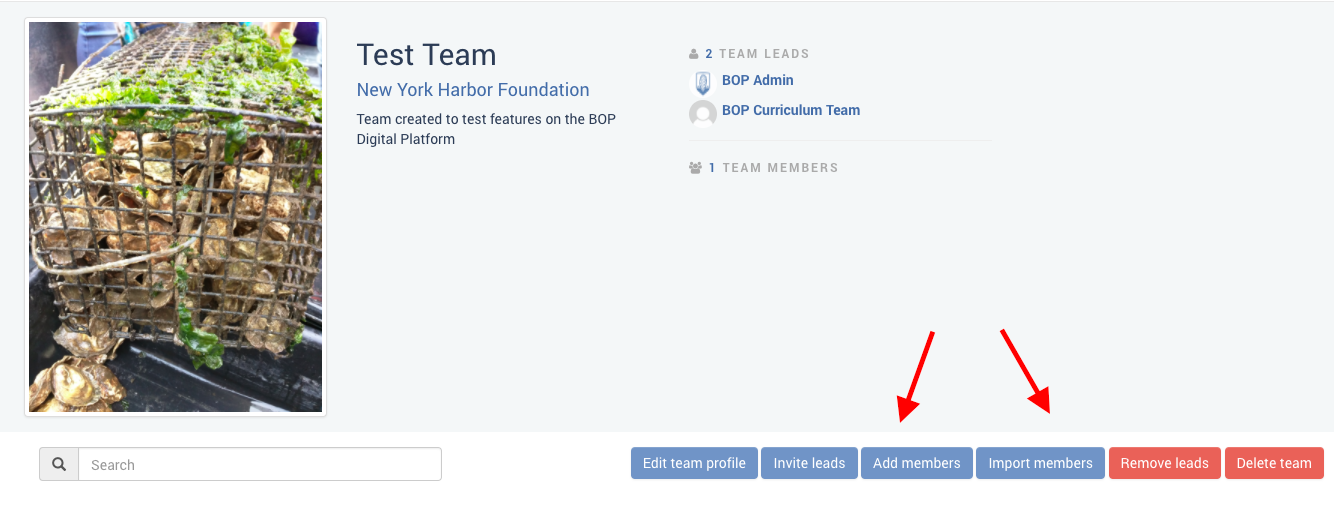 Test Team
New York Harbor Foundation
Team created to test features on the BOP
Digital Platform
2 TEAM LEADS
BOP Admin
BOP Curriculum Team
1 TEAM MEMBERS
Search
Edit team profile
Invite leads
Add members
Import members
Remove leads
Delete team